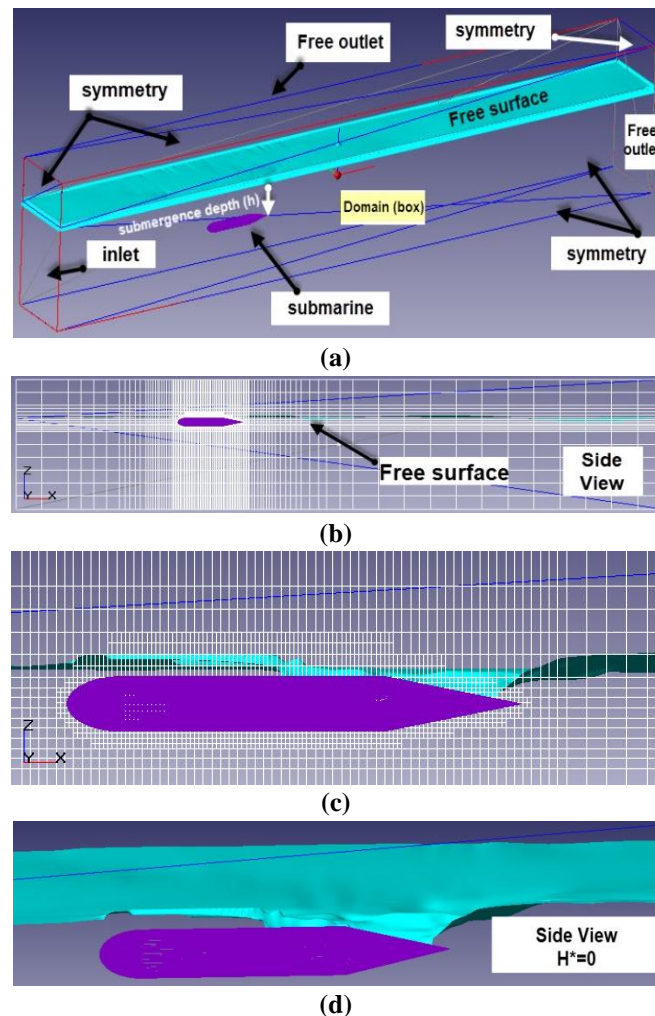 Free outlet
symmetry
symmetry
Free surface
Free
outlet
submergence depth (h)
Domain (box)
inlet
symmetry
submarine
(a)
Free surface
Side
View
Z
Y X
(b)
Z
Y X
(c)
Side View
H*=0
(d)